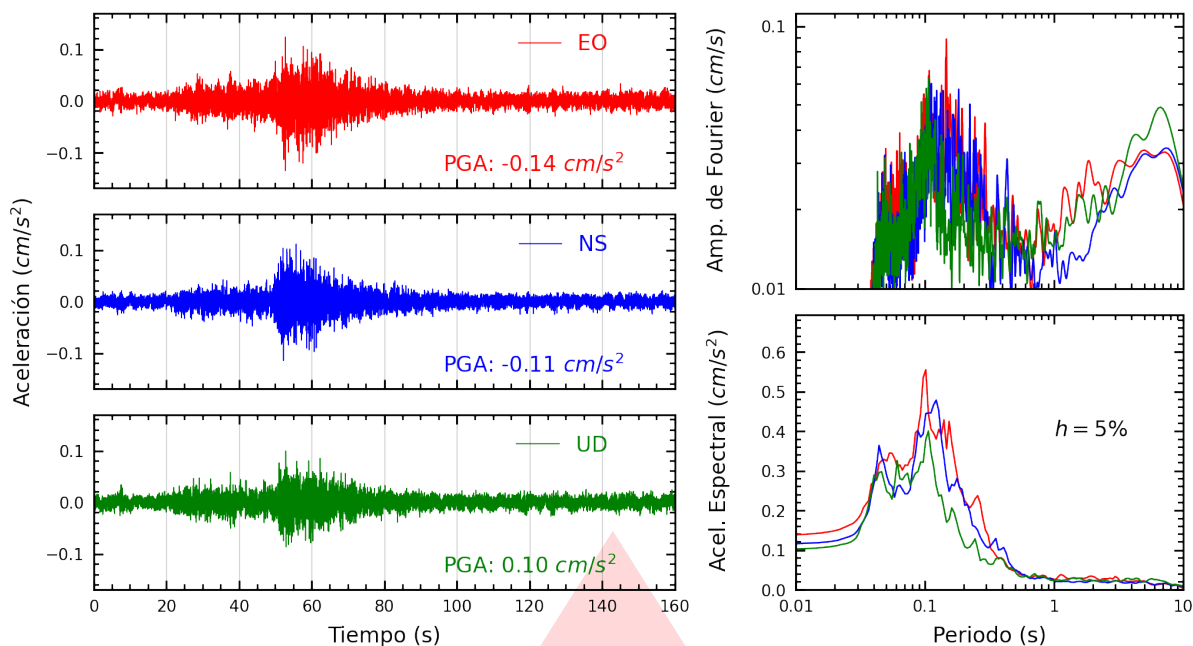 Aceleración (cm/s²)
0.1
0.0
−0.1
EO
PGA: -0.14 cm/s²
0.1
0.0
−0.1
NS
PGA: -0.11 cm/s²
0.1
0.0
−0.1
UD
PGA: 0.10 cm/s²
0 20 40 60 80 100 120 140 160
Tiempo (s)
Amp. de Fourier (cm/s)
0.1
0.01
Acel. Espectral (cm/s²)
0.6
0.5
0.4
0.3
0.2
0.1
0.0
h = 5%
0.01 0.1 1 10
Periodo (s)